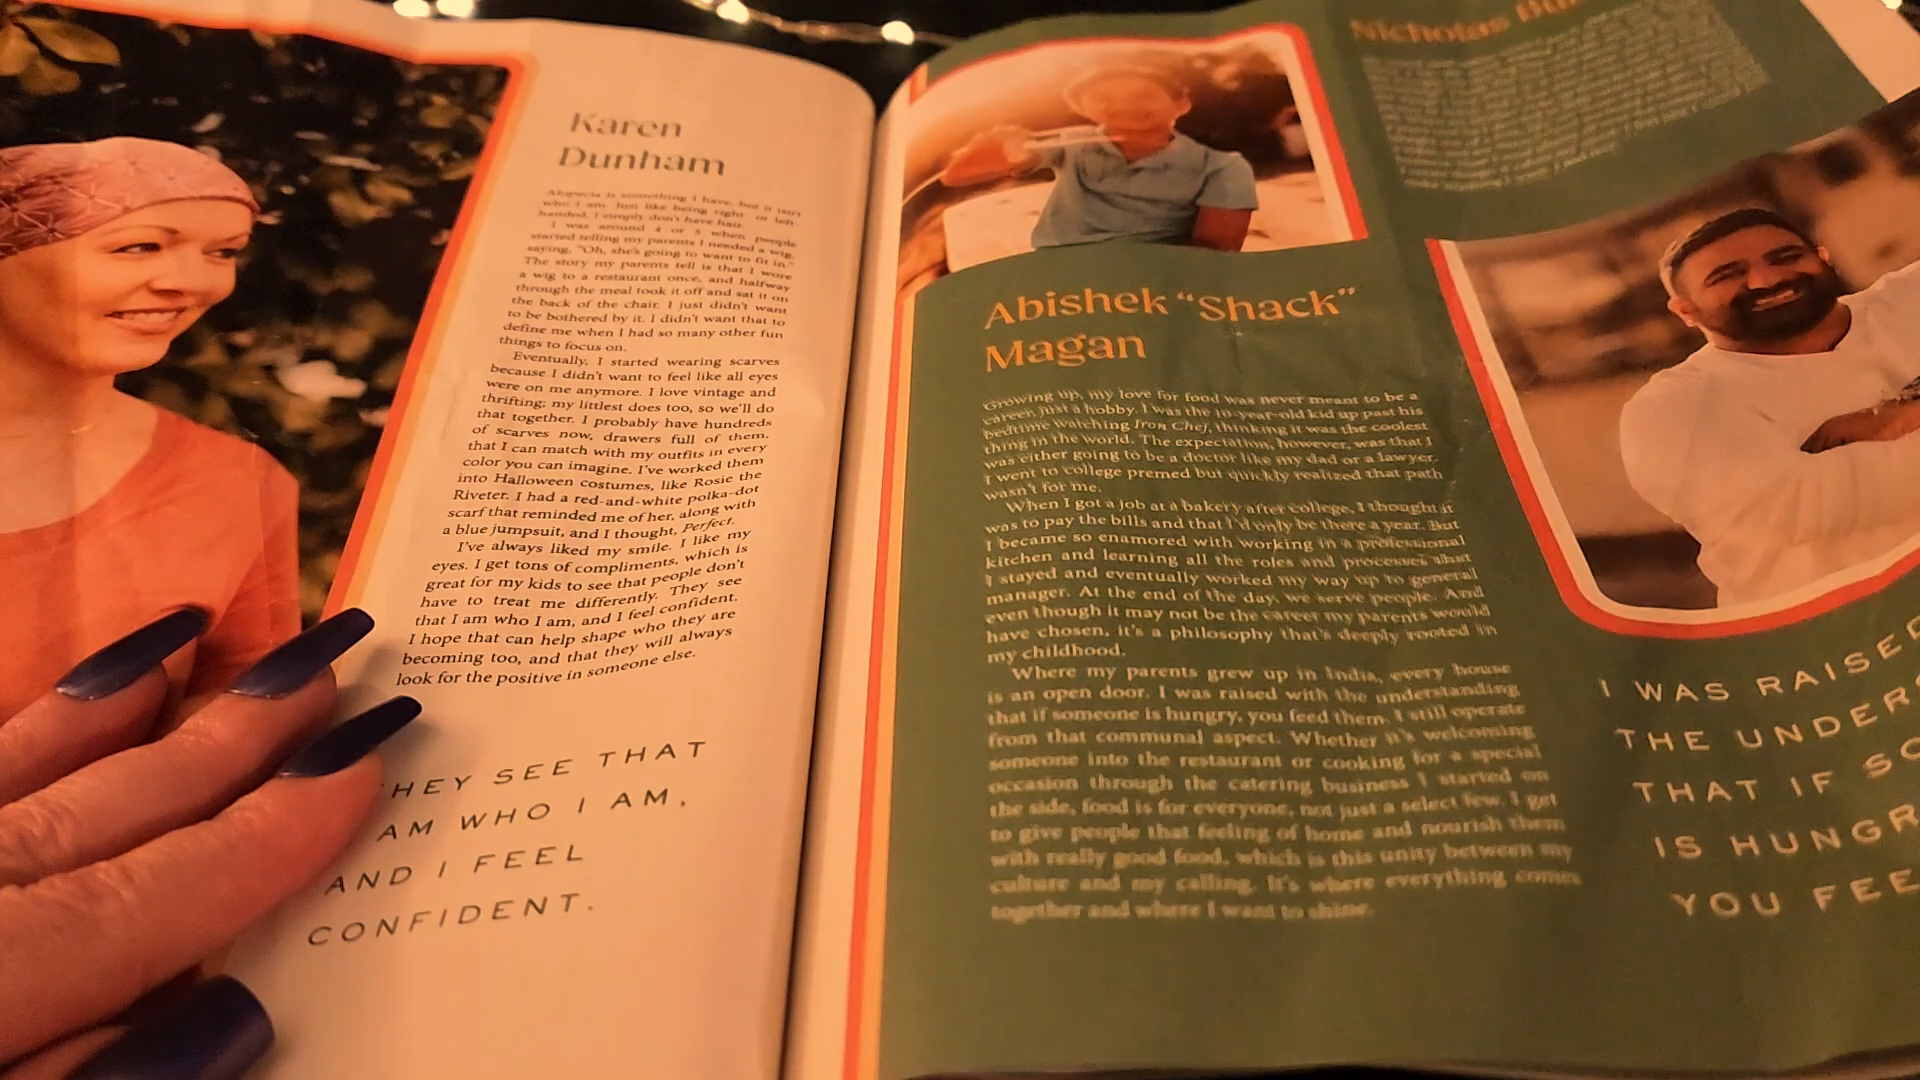 Karen
Dunham
Alopecia is something I have, but it isn't
who I am. Just like being right- or left-
handed, I simply don't have hair.
I was around 4 or 5 when people
started telling my parents I needed a wig,
saying, "Oh, she's going to want to fit in."
The story my parents tell is that I wore
a wig to a restaurant once, and halfway
through the meal took it off and sat it on
the back of the chair. I just didn't want
to be bothered by it. I didn't want that to
define me when I had so many other fun
things to focus on.
Eventually, I started wearing scarves
because I didn't want to feel like all eyes
were on me anymore. I love vintage and
thrifting; my littlest does too, so we'll do
that together. I probably have hundreds
of scarves now, drawers full of them,
that I can match with my outfits in every
color you can imagine. I've worked them
into Halloween costumes, like Rosie the
Riveter. I had a red-and-white polka-dot
scarf that reminded me of her, along with
a blue jumpsuit, and I thought, Perfect.
I've always liked my smile. I like my
eyes. I get tons of compliments, which is
great for my kids to see that people don't
have to treat me differently. They see
that I am who I am, and I feel confident.
I hope that can help shape who they are
becoming too, and that they will always
look for the positive in someone else.
HEY SEE THAT
AM WHO I AM,
AND I FEEL
CONFIDENT.
Nicholas
Abishek "Shack"
Magan
Growing up, my love for food was never meant to be a
career, just a hobby. I was the 10-year-old kid up past his
bedtime watching Iron Chef, thinking it was the coolest
thing in the world. The expectation, however, was that I
was either going to be a doctor like my dad or a lawyer.
I went to college premed but quickly realized that path
wasn't for me.
When I got a job at a bakery after college, I thought it
was to pay the bills and that I'd only be there a year. But
I became so enamored with working in a professional
kitchen and learning all the roles and processes that
I stayed and eventually worked my way up to general
manager. At the end of the day, we serve people. And
even though it may not be the career my parents would
have chosen, it's a philosophy that's deeply rooted in
my childhood.
Where my parents grew up in India, every house
is an open door. I was raised with the understanding
that if someone is hungry, you feed them. I still operate
from that communal aspect. Whether it's welcoming
someone into the restaurant or cooking for a special
occasion through the catering business I started on
the side, food is for everyone, not just a select few. I get
to give people that feeling of home and nourish them
with really good food, which is this unity between my
culture and my calling. It's where everything comes
together and where I want to shine.
I WAS RAISE
THE UNDER
THAT IF SO
IS HUNGR
YOU FEE